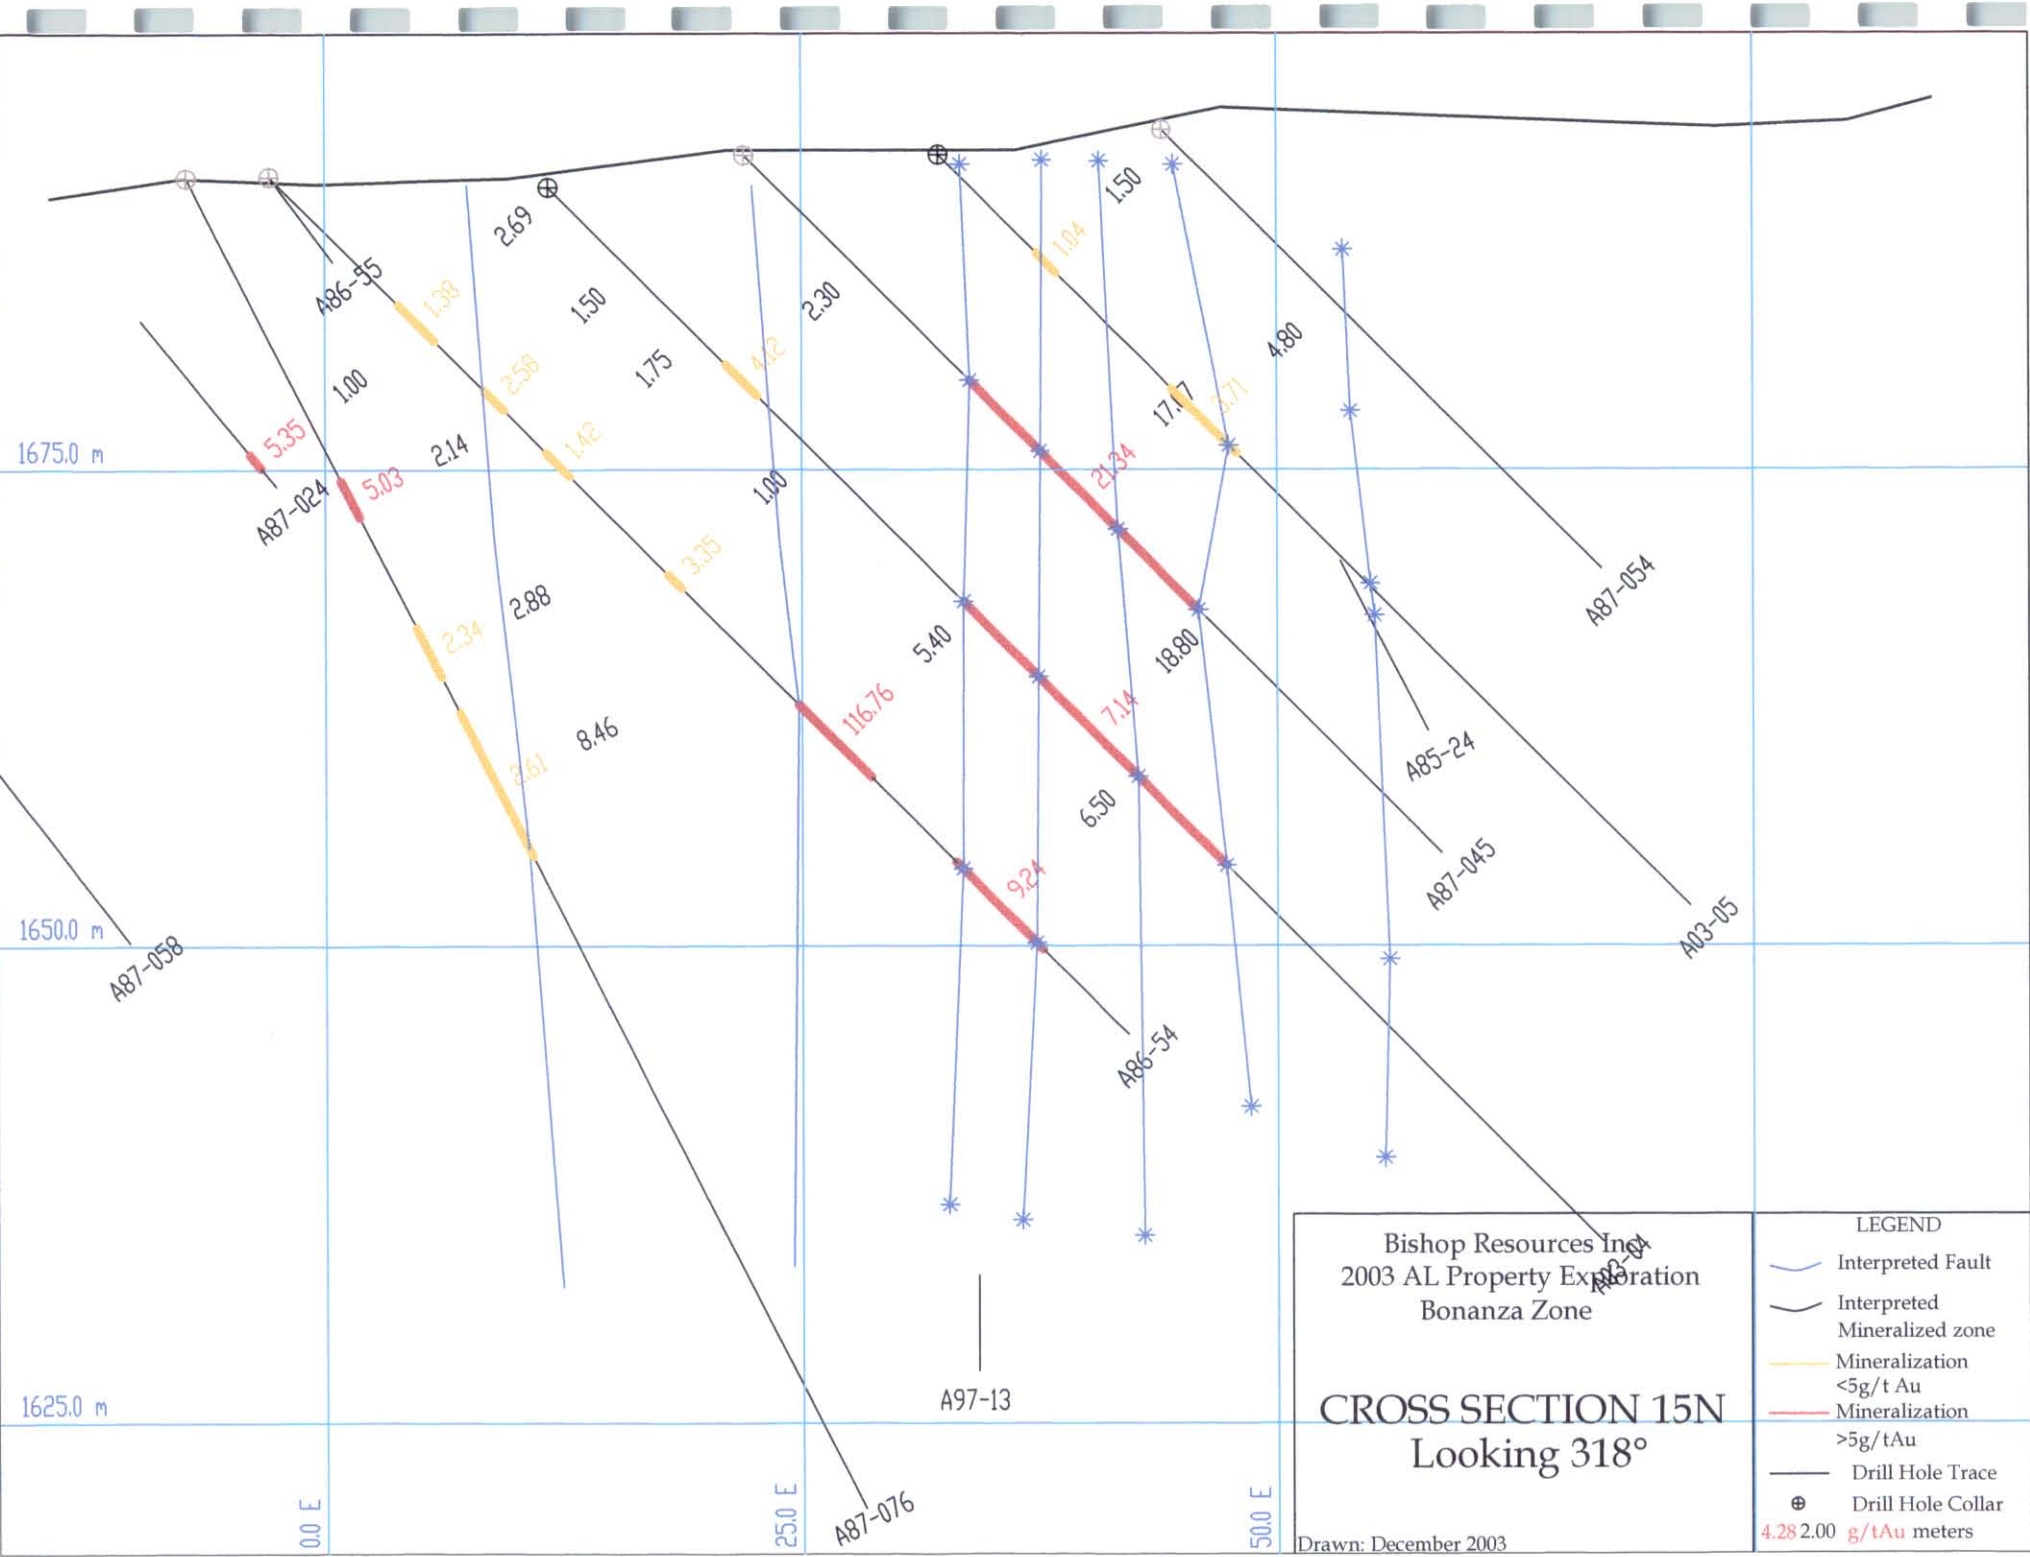 1.50
2.69
1.04
A86-55
1.38
1.50
2.30
4.80
4.12
1.75
2.58
1.00
17.17
3.71
5.35
1.42
2.14
1675.0 m
21.34
5.03
1.00
A87-024
3.35
A87-054
2.88
2.34
5.40
18.80
116.76
7.14
8.46
A85-24
2.61
6.50
9.24
A87-045
1650.0 m
A03-05
A87-058
A86-54
A97-13
1625.0 m
0.0 E
25.0 E
50.0 E
A87-076
A03-04
Bishop Resources Inc.
2003 AL Property Exploration
Bonanza Zone
CROSS SECTION 15N
Looking 318°
Drawn: December 2003
LEGEND
Interpreted Fault
Interpreted
Mineralized zone
Mineralization
<5g/t Au
Mineralization
>5g/tAu
Drill Hole Trace
Drill Hole Collar
4.28 2.00 g/tAu meters